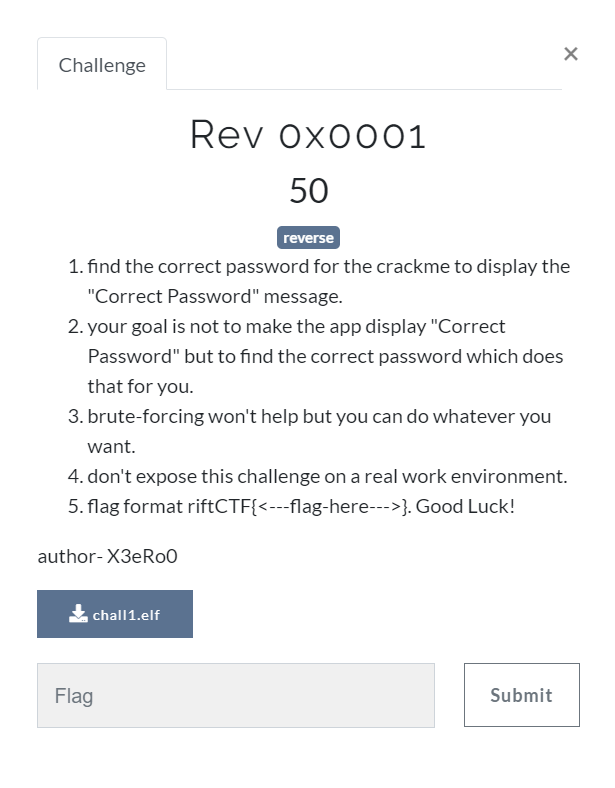 Challenge
×
Rev 0x0001
50
reverse
1. find the correct password for the crackme to display the
"Correct Password" message.
2. your goal is not to make the app display "Correct
Password" but to find the correct password which does
that for you.
3. brute-forcing won't help but you can do whatever you
want.
4. don't expose this challenge on a real work environment.
5. flag format riftCTF{<---flag-here--->}. Good Luck!
author- X3eRo0
chall1.elf
Flag
Submit